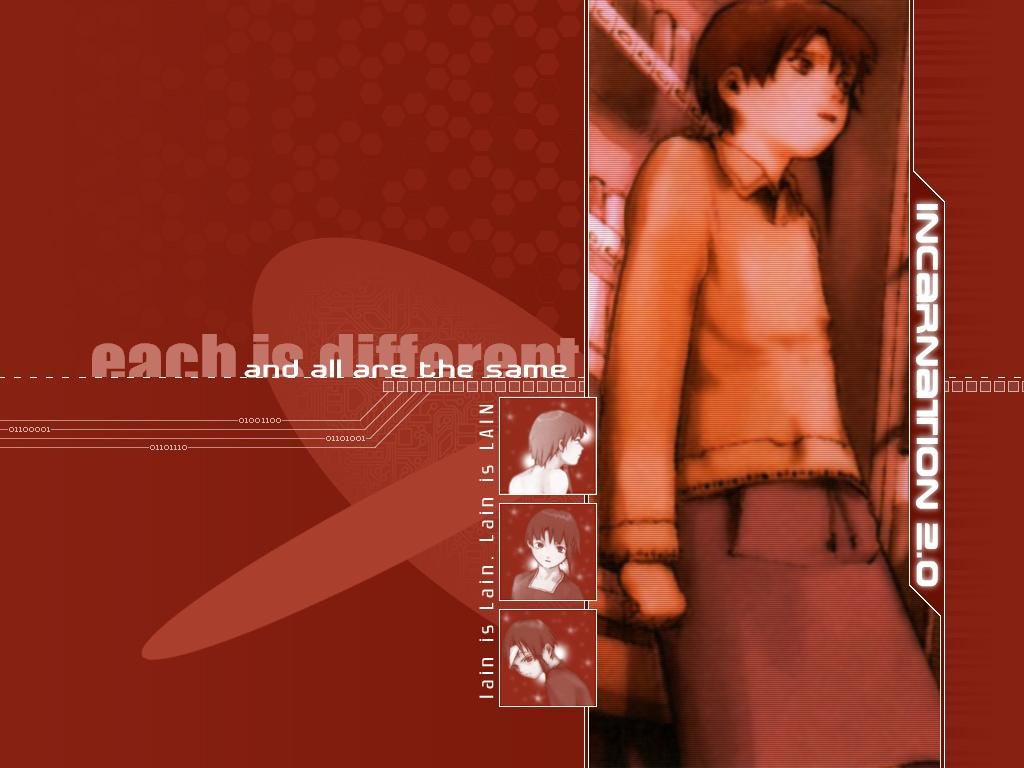 each is different
and all are the same
01001100
01100001
01101001
01101110
lain is Lain. Lain is LAIN
INCARNATION 2.0